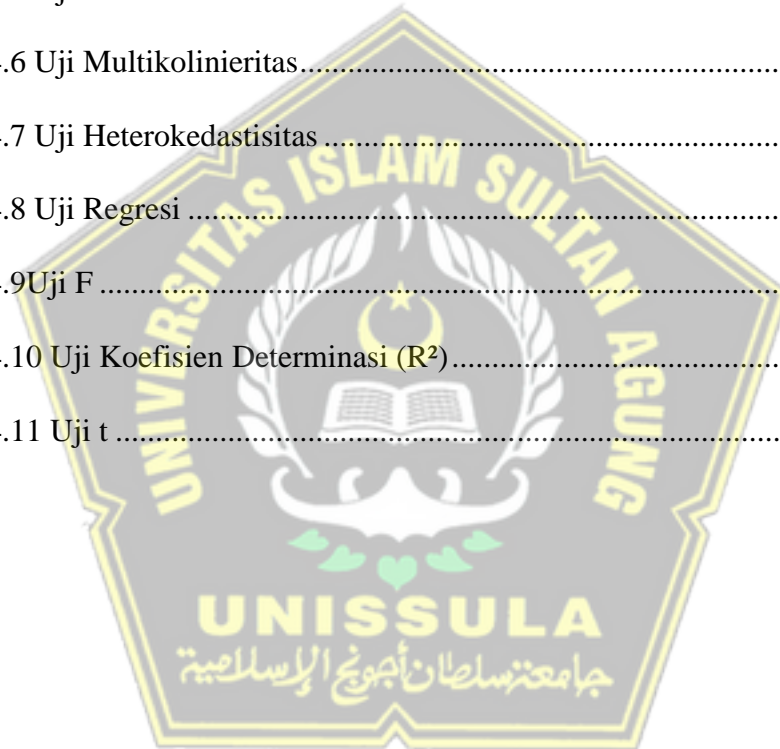 .6 Uji Multikolinieritas................................................................
.7 Uji Heterokedastisitas ................................................................
.8 Uji Regresi ................................................................
.9Uji F ................................................................
.10 Uji Koefisien Determinasi (R²)................................................................
.11 Uji t ................................................................
UNIVERSITAS ISLAM SULTAN AGUNG
UNISSULA
جامعة سلطان أجونج الإسلامية